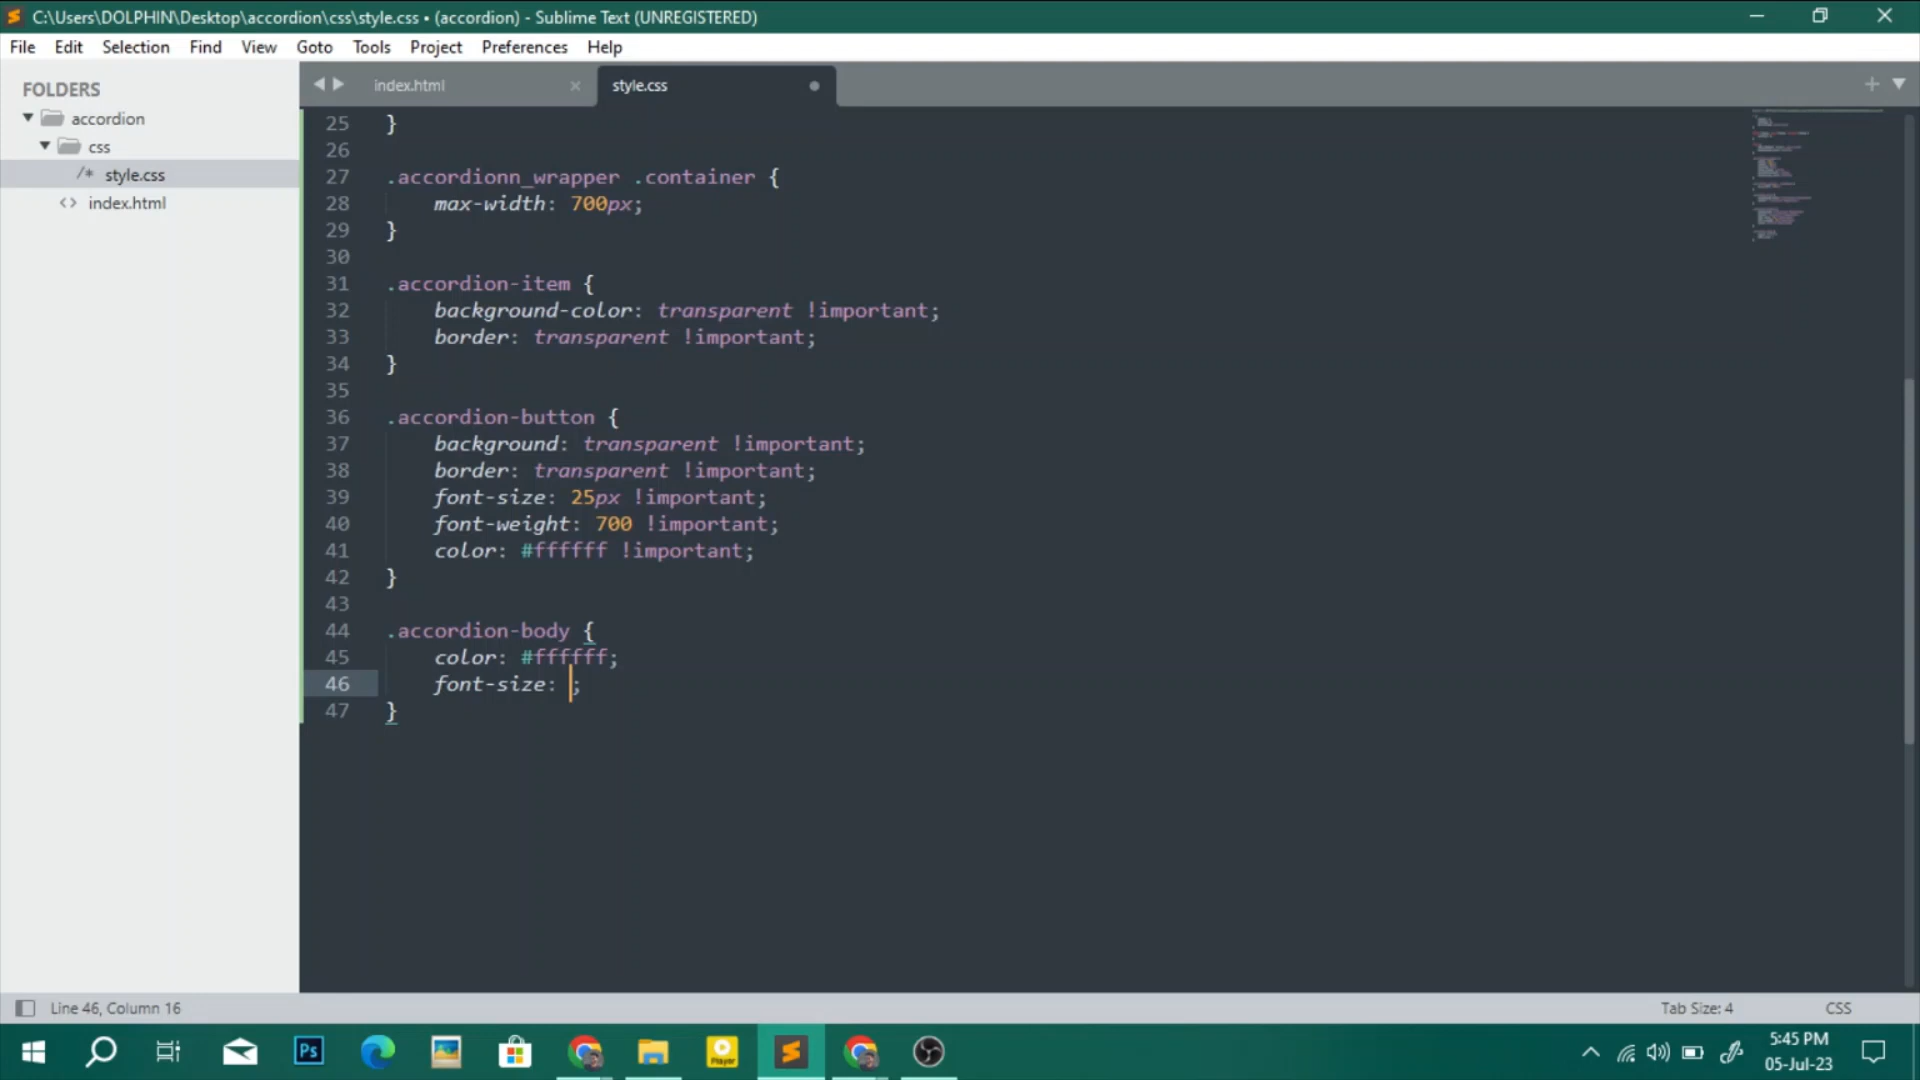 C:\Users\DOLPHIN\Desktop\accordion\css\style.css • (accordion) - Sublime Text (UNREGISTERED)
File Edit Selection Find View Goto Tools Project Preferences Help
FOLDERS
accordion
css
/* style.css
<> index.html
index.html × style.css
25 }
26
27 .accordionn_wrapper .container {
28 max-width: 700px;
29 }
30
31 .accordion-item {
32 background-color: transparent !important;
33 border: transparent !important;
34 }
35
36 .accordion-button {
37 background: transparent !important;
38 border: transparent !important;
39 font-size: 25px !important;
40 font-weight: 700 !important;
41 color: #ffffff !important;
42 }
43
44 .accordion-body {
45 color: #ffffff;
46 font-size: ;
47 }
Line 46, Column 16
Tab Size: 4 CSS
Ps
Player
5:45 PM
05-Jul-23